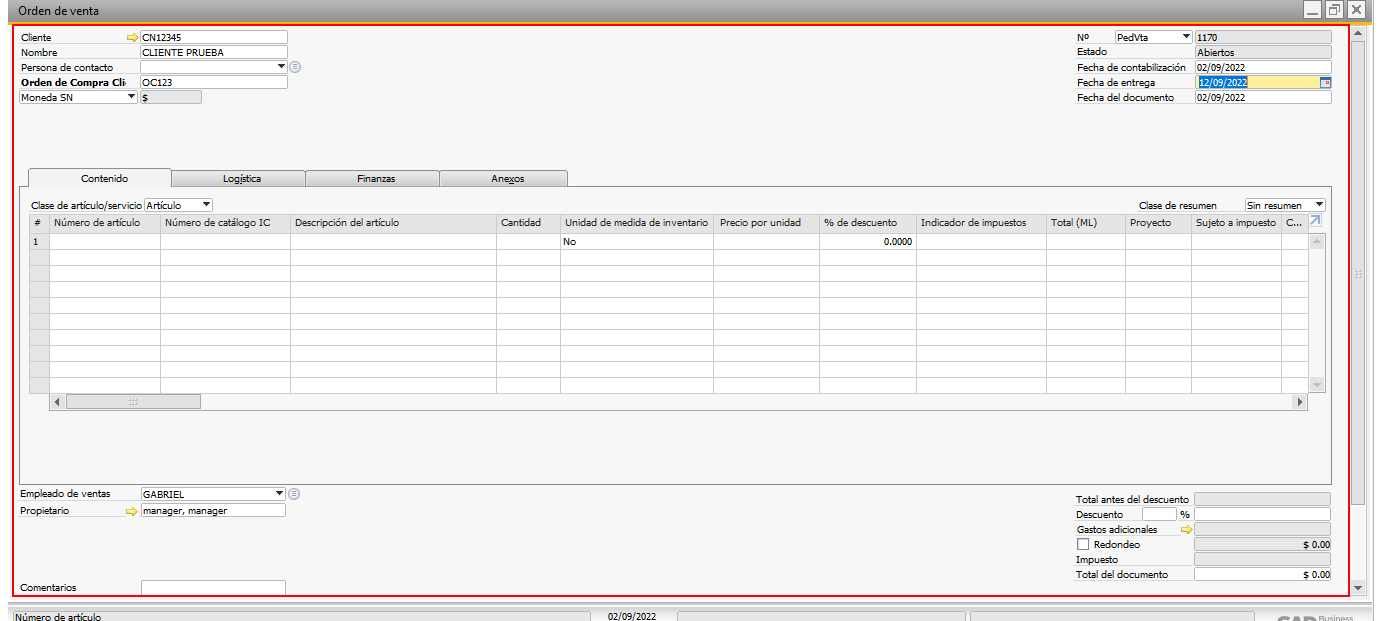 Orden de venta
Cliente CN12345
Nombre CLIENTE PRUEBA
Persona de contacto
Orden de Compra Cli OC123
Moneda SN $
Nº PedVta 1170
Estado Abiertos
Fecha de contabilización 02/09/2022
Fecha de entrega 12/09/2022
Fecha del documento 02/09/2022
Contenido Logística Finanzas Anexos
Clase de artículo/servicio Artículo Clase de resumen Sin resumen
# Número de artículo Número de catálogo IC Descripción del artículo Cantidad Unidad de medida de inventario Precio por unidad % de descuento Indicador de impuestos Total (ML) Proyecto Sujeto a impuesto C...
1 No 0.0000
Empleado de ventas GABRIEL
Propietario manager, manager
Comentarios
Total antes del descuento
Descuento %
Gastos adicionales
Redondeo $ 0.00
Impuesto
Total del documento $ 0.00
Número de artículo 02/09/2022 SAP Business